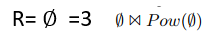 R= Ø =3 ∅ ⋈ Pow(∅)